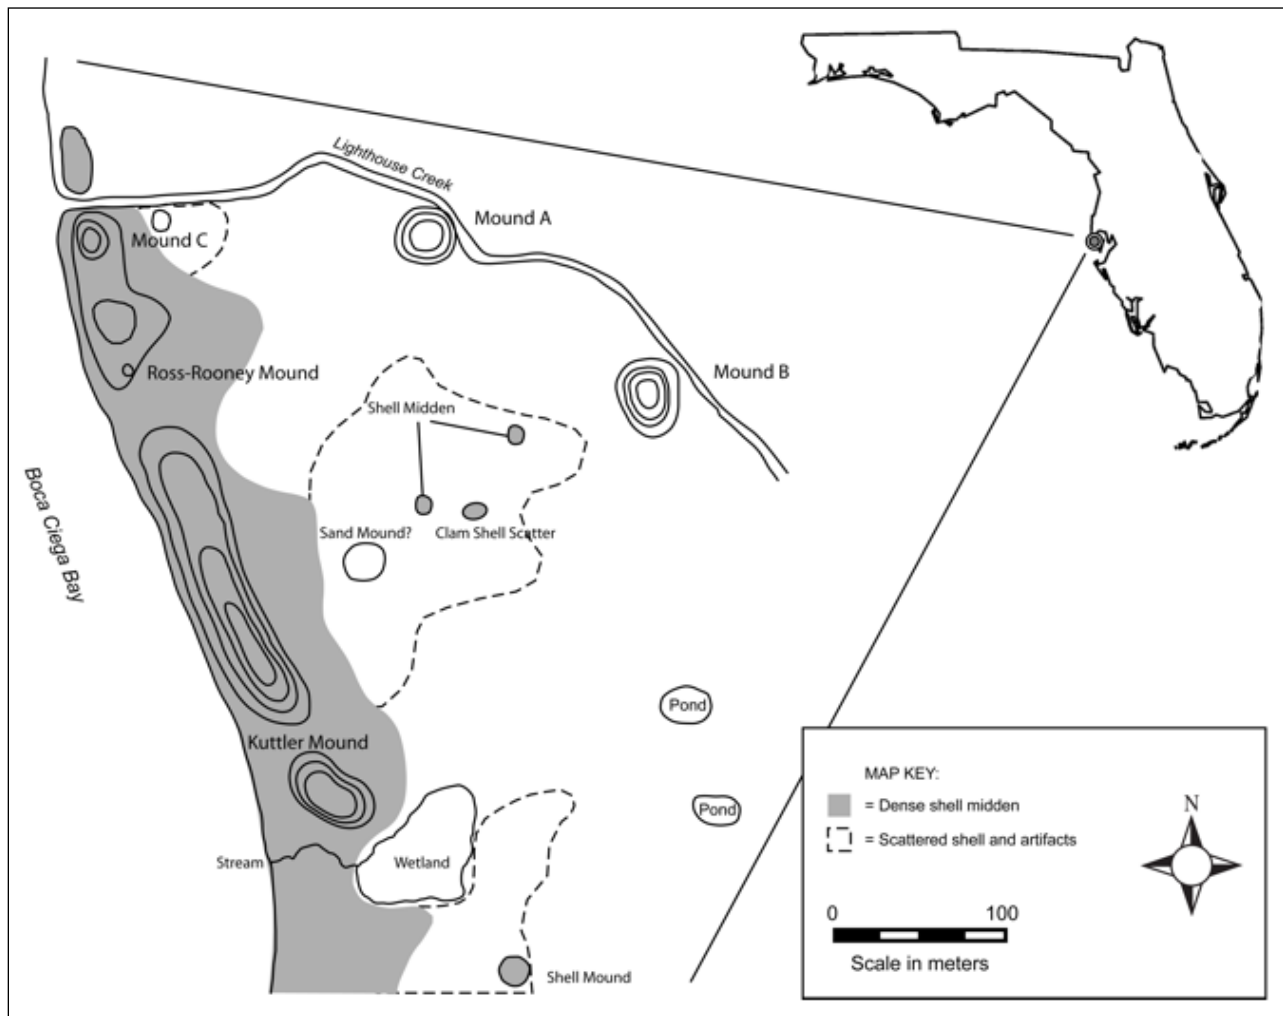 Lighthouse Creek
Mound A
Mound C
Mound B
Ross-Rooney Mound
Shell Midden
Boca Ciega Bay
Sand Mound?
Clam Shell Scatter
Pond
Kuttler Mound
Pond
Stream
Wetland
Shell Mound
MAP KEY:
= Dense shell midden
= Scattered shell and artifacts
N
0 100
Scale in meters